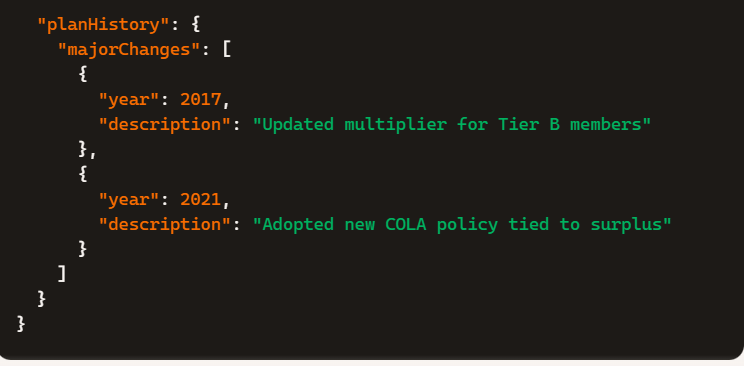 "planHistory": {
"majorChanges": [
{
"year": 2017,
"description": "Updated multiplier for Tier B members"
},
{
"year": 2021,
"description": "Adopted new COLA policy tied to surplus"
}
]
}
}